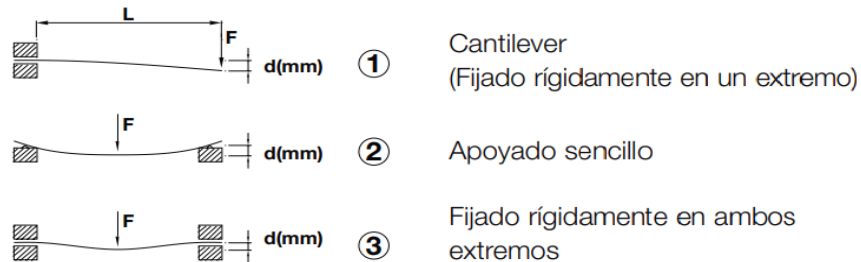 L
F
d(mm)
1
Cantilever
(Fijado rígidamente en un extremo)
F
d(mm)
2
Apoyado sencillo
F
d(mm)
3
Fijado rígidamente en ambos
extremos